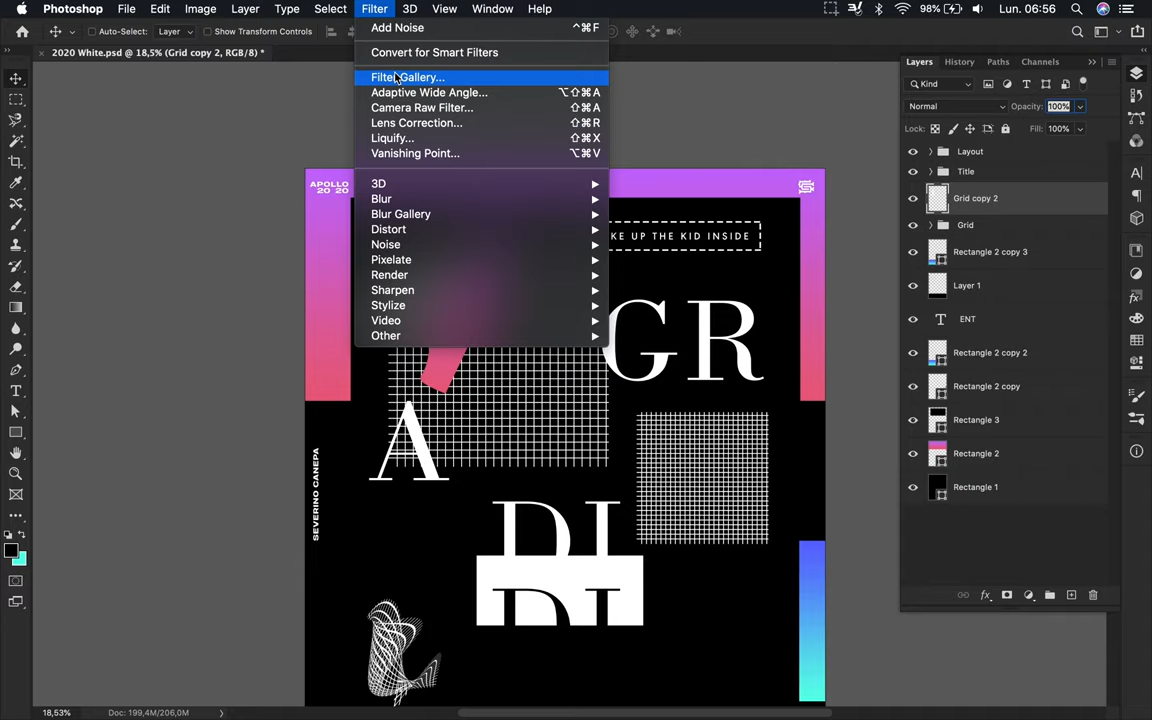 Photoshop File Edit Image Layer Type Select Filter 3D View Window Help 98% Lun. 06:56
Auto-Select: Layer Show Transform Controls
2020 White.psd @ 18,5% (Grid copy 2, RGB/8) *
Add Noise ^⌘F
Convert for Smart Filters
Filter Gallery...
Adaptive Wide Angle... ⌥⇧⌘A
Camera Raw Filter... ⇧⌘A
Lens Correction... ⇧⌘R
Liquify... ⇧⌘X
Vanishing Point... ⌥⌘V
3D
Blur
Blur Gallery
Distort
Noise
Pixelate
Render
Sharpen
Stylize
Video
Other
APOLLO
20 20
KE UP THE KID INSIDE
GR
A
DI
DI
SEVERINO CANEPA
Layers History Paths Channels
Kind
Normal Opacity: 100%
Lock: Fill: 100%
Layout
Title
Grid copy 2
Grid
Rectangle 2 copy 3
Layer 1
T ENT
Rectangle 2 copy 2
Rectangle 2 copy
Rectangle 3
Rectangle 2
Rectangle 1
fx
18,53% Doc: 199,4M/206,0M